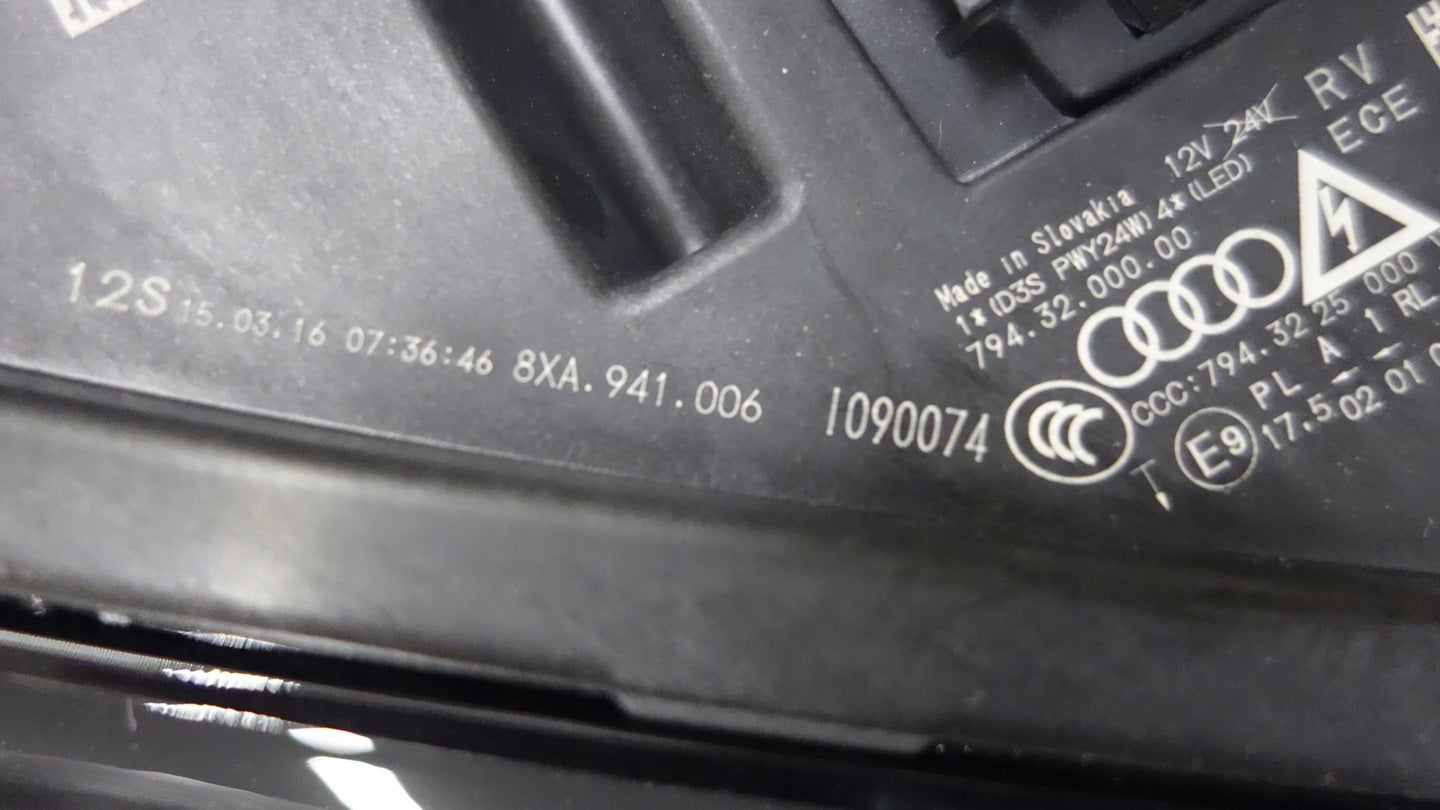 RV
12V 24V
ECE
Made in Slovakia
1x(D3S PWY24W)4x(LED)
794.32.000.00
CCC:794.32 25 000
PL A 1 RL
E9 17.5 02 01
CCC
12S 15.03.16 07:36:46 8XA.941.006 I090074